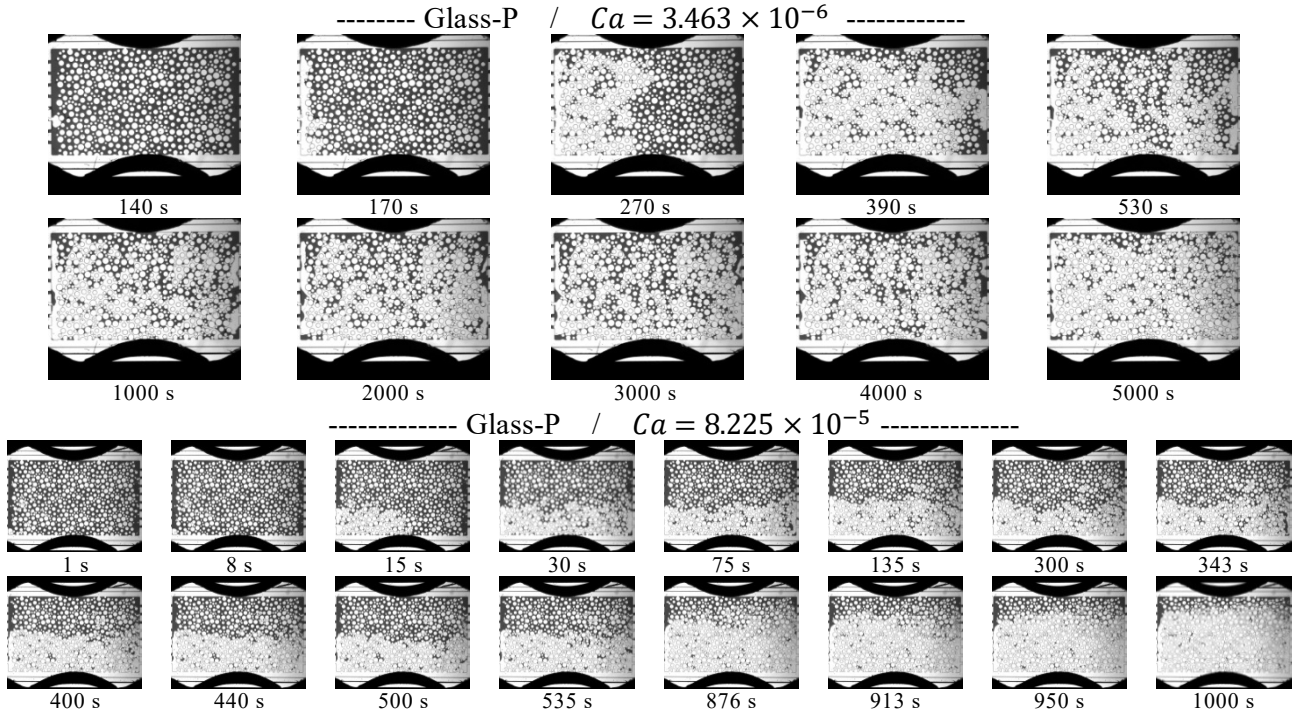 -------- Glass-P / Ca = 3.463 × 10⁻⁶ ------------
140 s 170 s 270 s 390 s 530 s
1000 s 2000 s 3000 s 4000 s 5000 s
------------- Glass-P / Ca = 8.225 × 10⁻⁵ --------------
1 s 8 s 15 s 30 s 75 s 135 s 300 s 343 s
400 s 440 s 500 s 535 s 876 s 913 s 950 s 1000 s